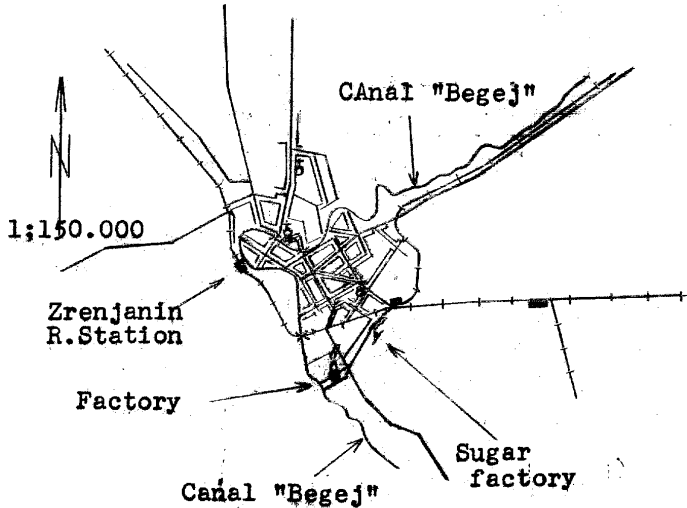 CAnal "Begej"
N
1;150.000
Zrenjanin
R.Station
Factory
Sugar
factory
Canal "Begej"